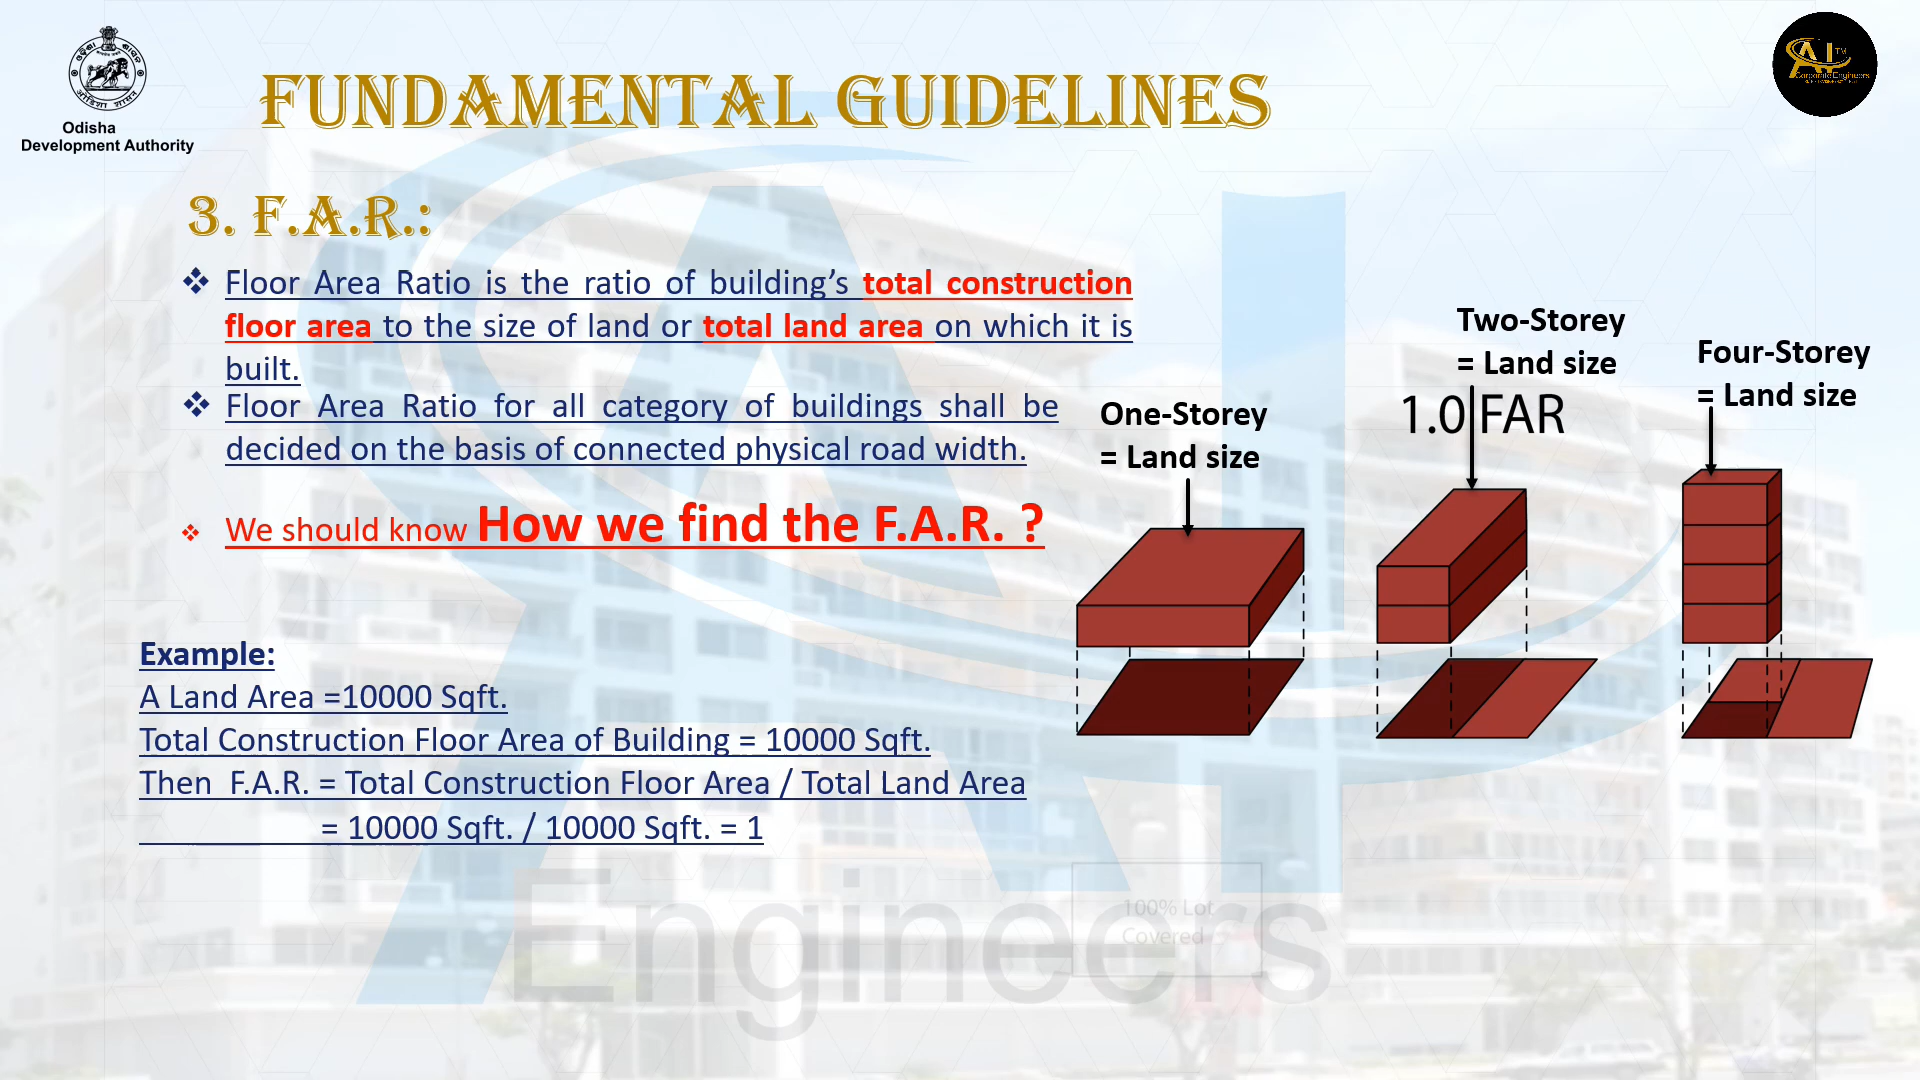 Odisha
Development Authority
FUNDAMENTAL GUIDELINES
AI TM
Corporate Engineers
3. F.A.R.:
❖ Floor Area Ratio is the ratio of building’s total construction
floor area to the size of land or total land area on which it is
built.
❖ Floor Area Ratio for all category of buildings shall be
decided on the basis of connected physical road width.
❖ We should know How we find the F.A.R. ?
Example:
A Land Area =10000 Sqft.
Total Construction Floor Area of Building = 10000 Sqft.
Then F.A.R. = Total Construction Floor Area / Total Land Area
= 10000 Sqft. / 10000 Sqft. = 1
One-Storey
= Land size
Two-Storey
= Land size
1.0 FAR
Four-Storey
= Land size
100% Lot
Covered
Engineers